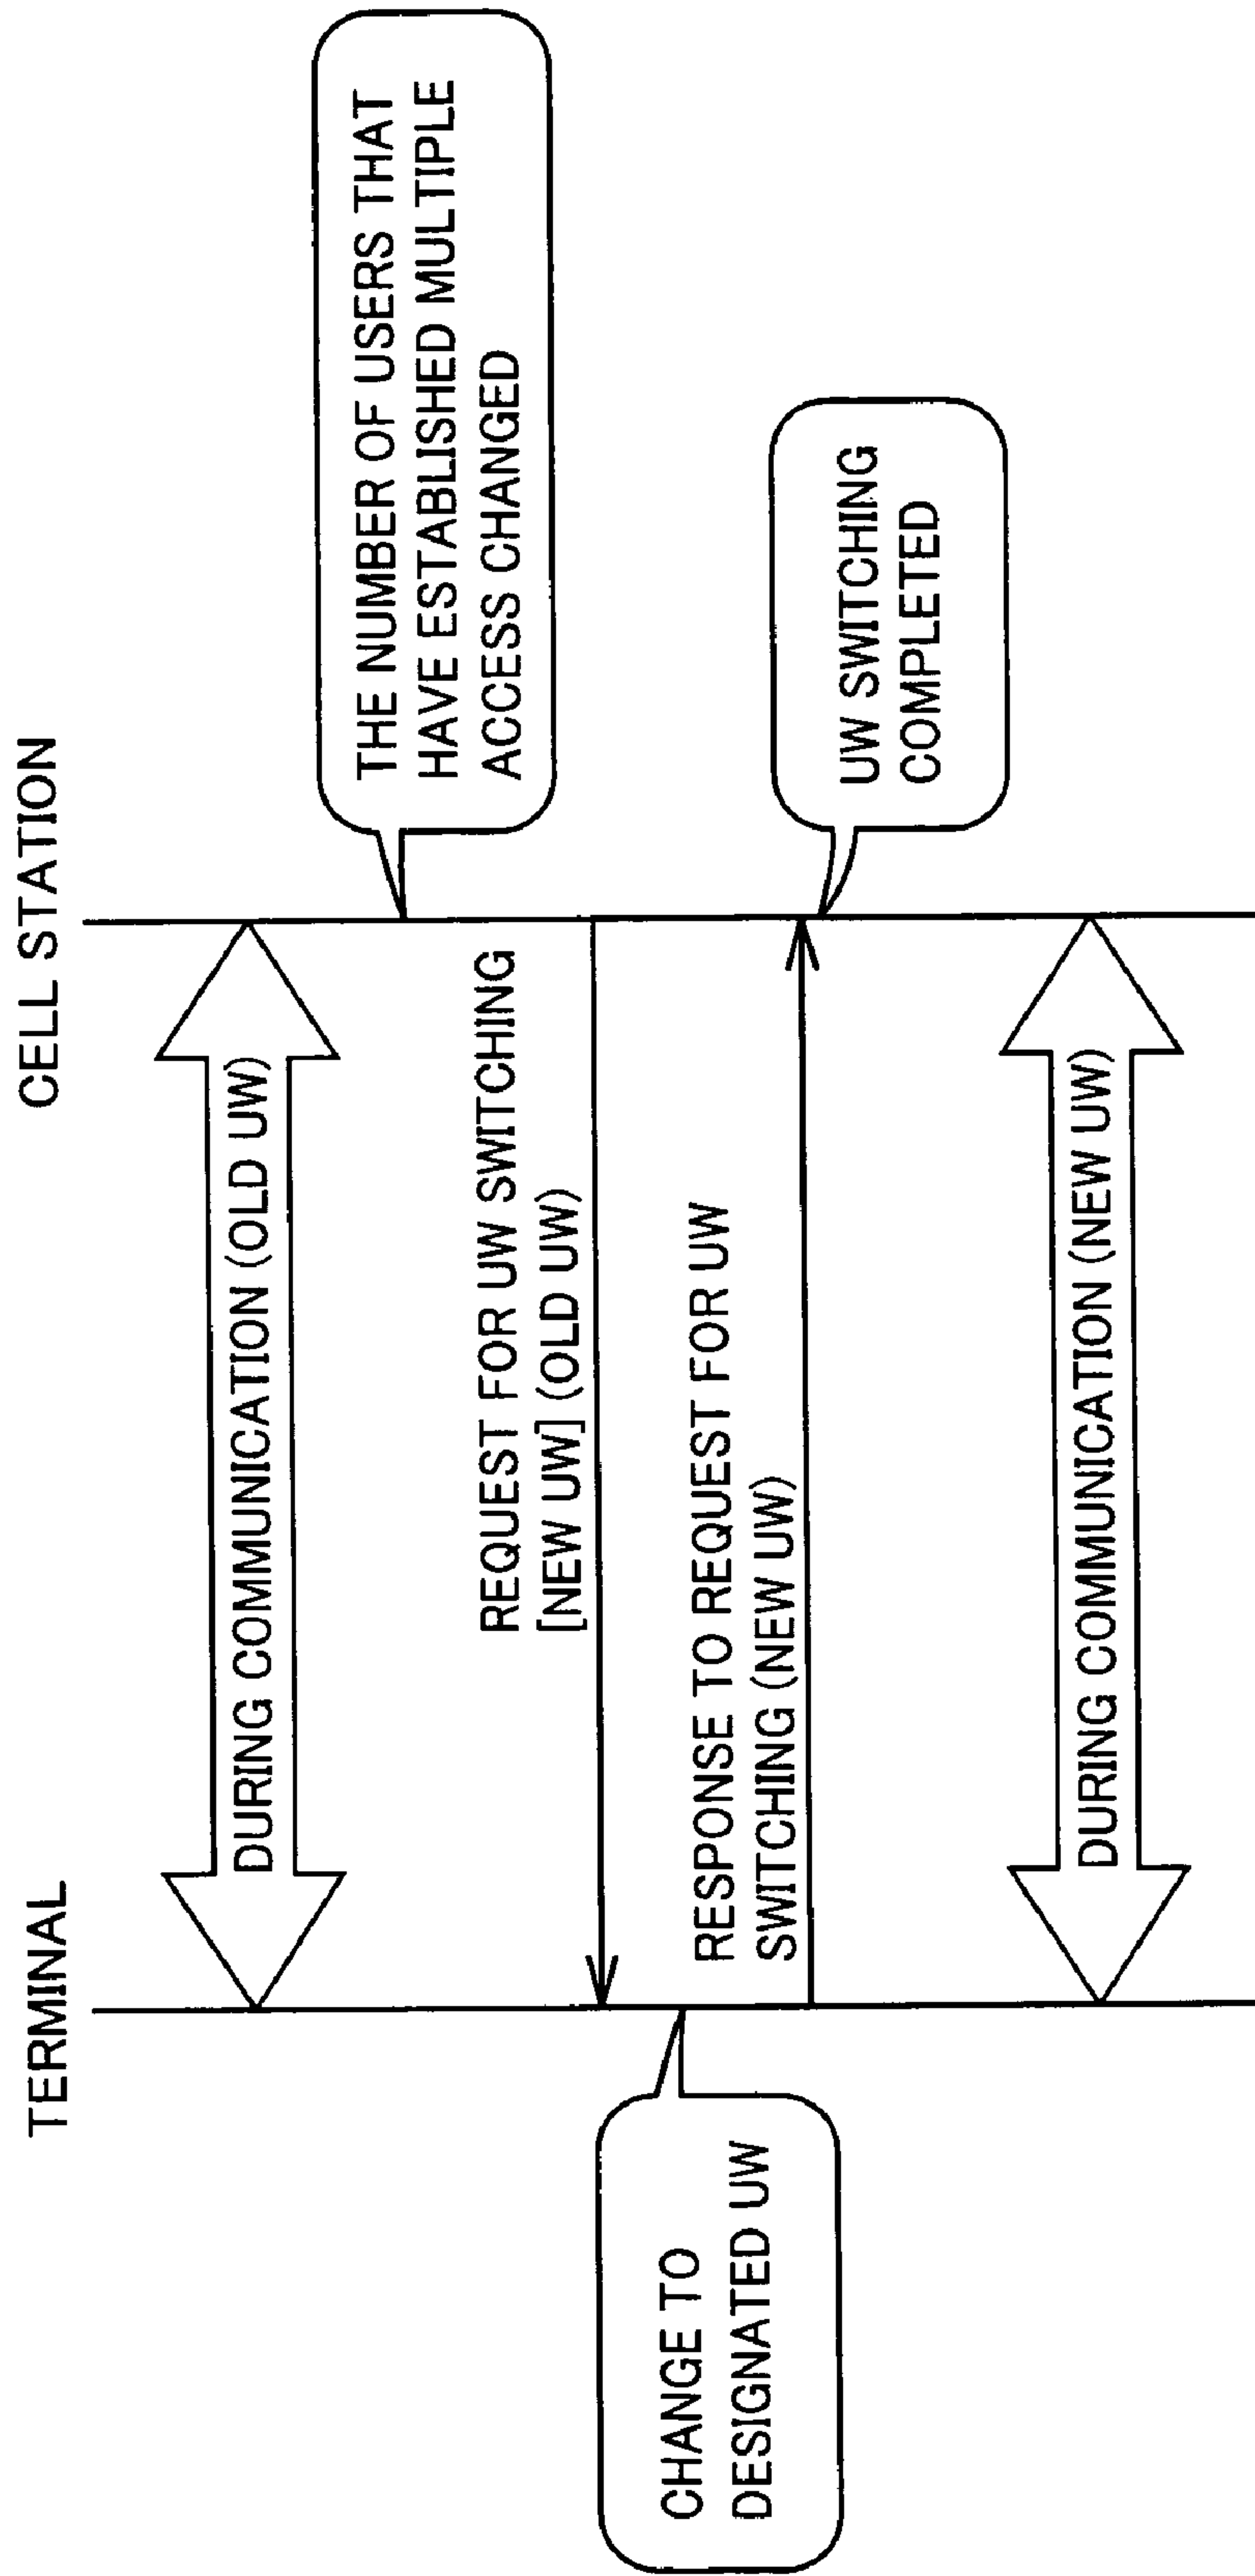 TERMINAL
CELL STATION
DURING COMMUNICATION (OLD UW)
THE NUMBER OF USERS THAT
HAVE ESTABLISHED MULTIPLE
ACCESS CHANGED
REQUEST FOR UW SWITCHING
[NEW UW] (OLD UW)
CHANGE TO
DESIGNATED UW
RESPONSE TO REQUEST FOR UW
SWITCHING (NEW UW)
UW SWITCHING
COMPLETED
DURING COMMUNICATION (NEW UW)